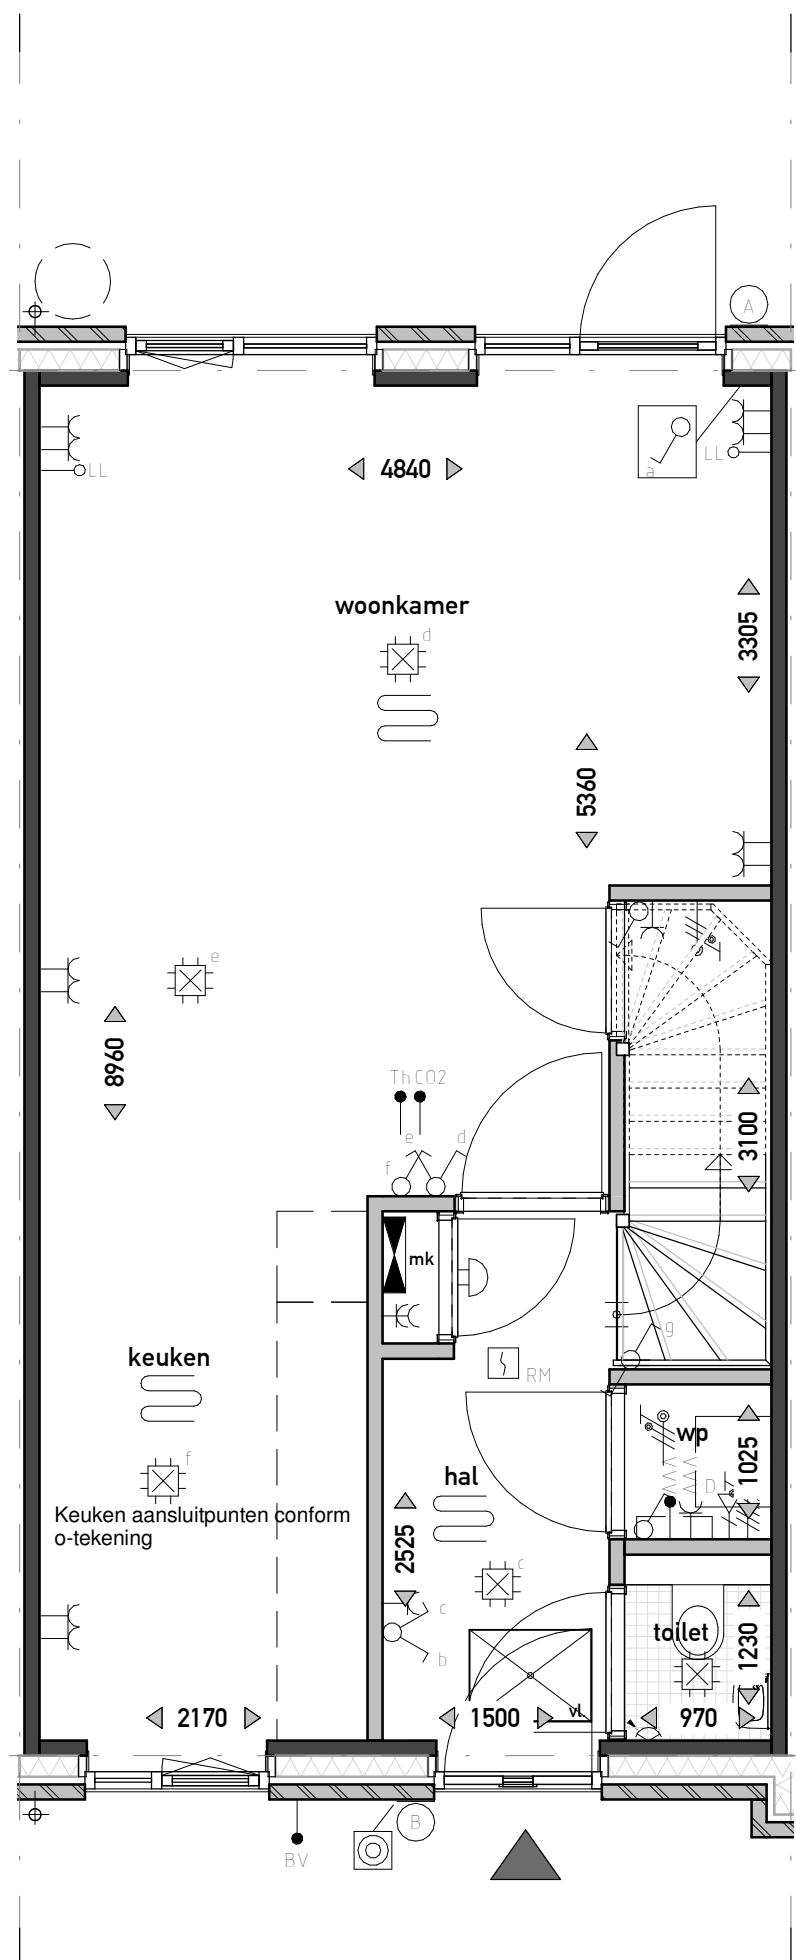 A
LL
a
LL
4840
woonkamer
d
3305
5360
e
8960
Th CO2
e
d
f
3100
mk
g
keuken
RM
wp
f
hal
D
1025
Keuken aansluitpunten conform
o-tekening
2525
c
c
b
toilet
1230
vl
2170
1500
970
B
BV